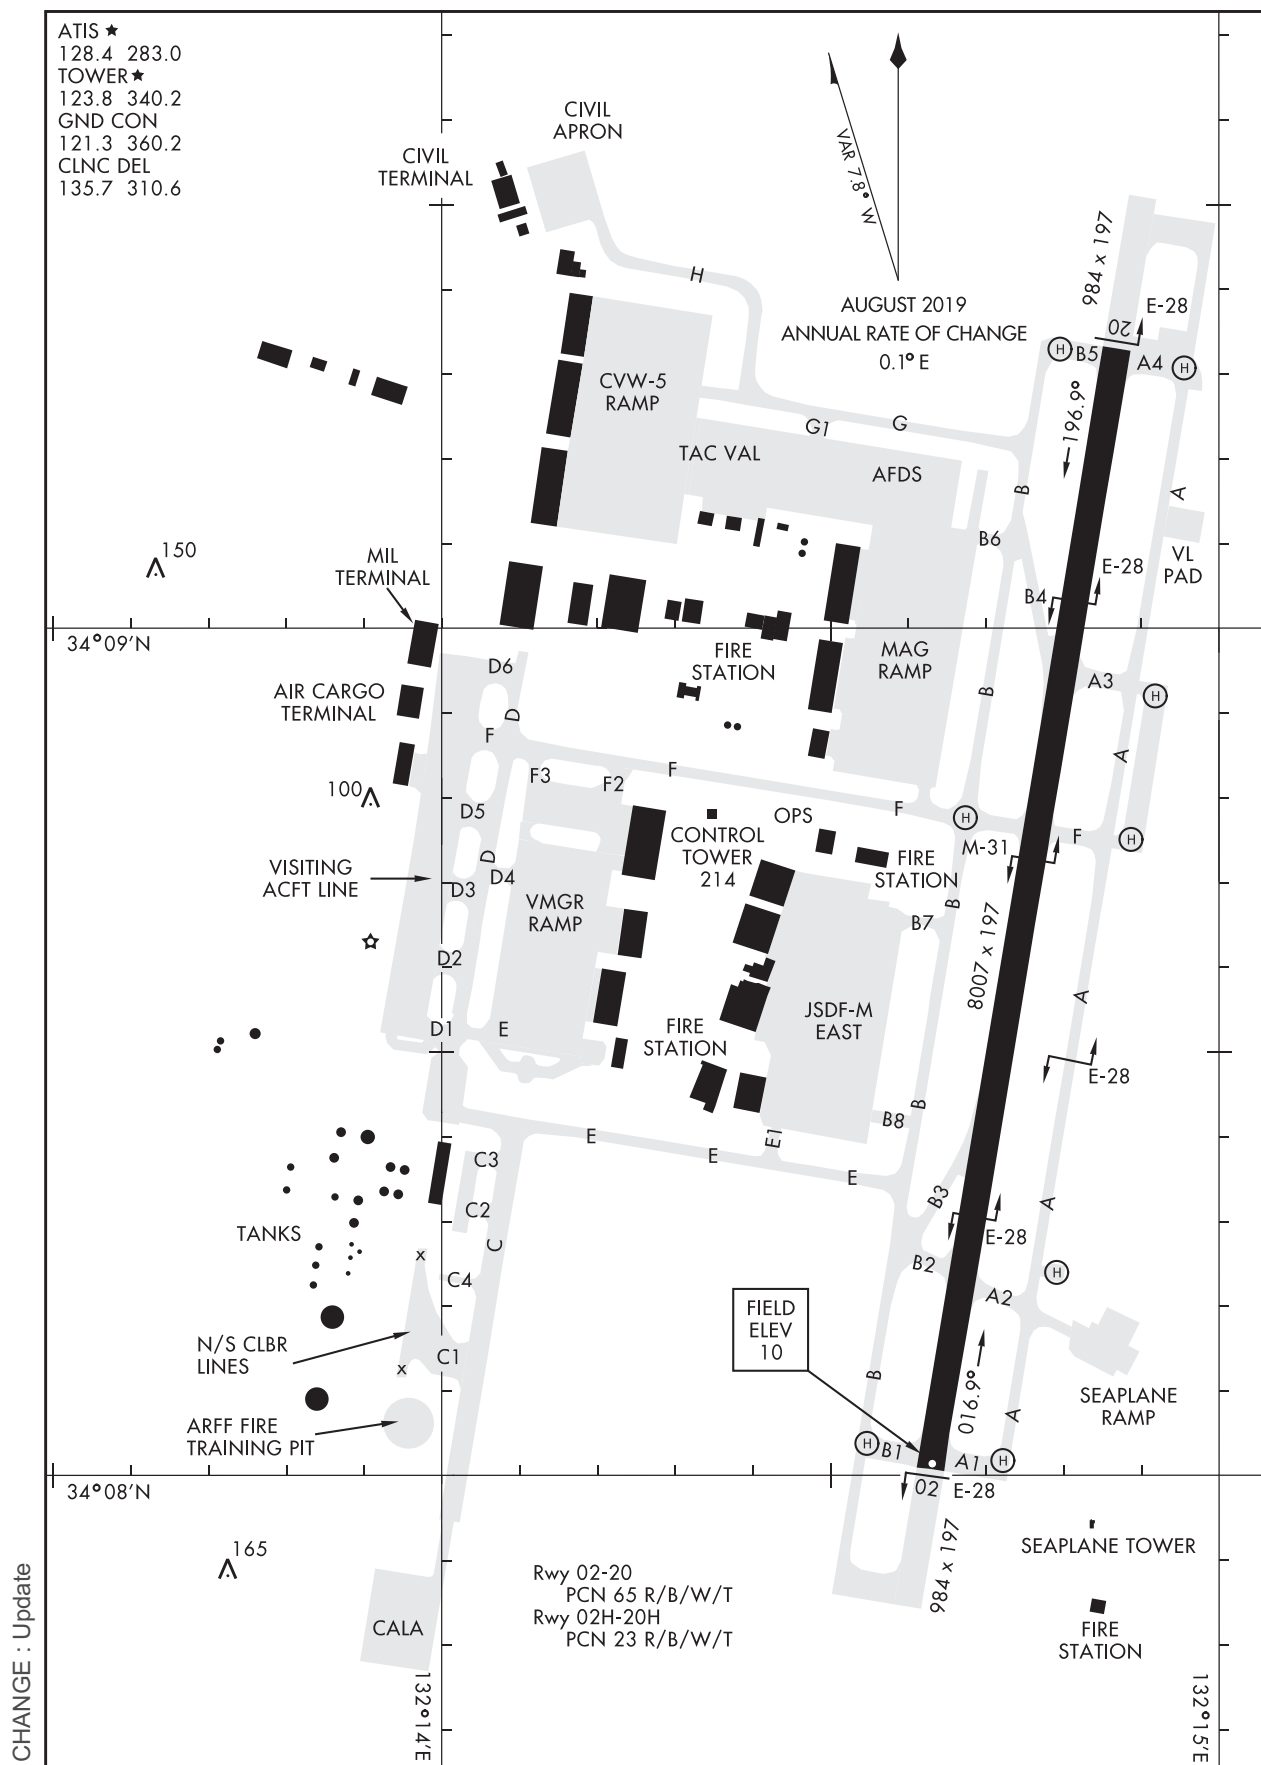 ATIS ★
128.4 283.0
TOWER ★
123.8 340.2
GND CON
121.3 360.2
CLNC DEL
135.7 310.6
CIVIL
APRON
CIVIL
TERMINAL
VAR 7.8° W
H
AUGUST 2019
ANNUAL RATE OF CHANGE
0.1° E
984 x 197
E-28
20
H
B5
A4
H
196.9°
CVW-5
RAMP
G1
G
TAC VAL
AFDS
B
A
B6
VL
PAD
E-28
B4
150
MIL
TERMINAL
34°09'N
FIRE
STATION
MAG
RAMP
D6
AIR CARGO
TERMINAL
D
F
B
A3
H
A
F3
F2
F
F
100
D5
CONTROL
TOWER
214
OPS
H
M-31
F
H
FIRE
STATION
VISITING
ACFT LINE
D
D3
D4
VMGR
RAMP
B
B7
8007 x 197
D2
A
D1
E
FIRE
STATION
JSDF-M
EAST
E-28
B
B8
E
E
E1
E
C3
C2
C
C4
TANKS
B3
A
E-28
B2
H
A2
x
FIELD
ELEV
10
N/S CLBR
LINES
C1
x
B
016.9°
A
SEAPLANE
RAMP
ARFF FIRE
TRAINING PIT
H
B1
A1
H
34°08'N
02
E-28
984 x 197
SEAPLANE TOWER
165
Rwy 02-20
PCN 65 R/B/W/T
Rwy 02H-20H
PCN 23 R/B/W/T
CALA
FIRE
STATION
132°14'E
132°15'E
CHANGE : Update